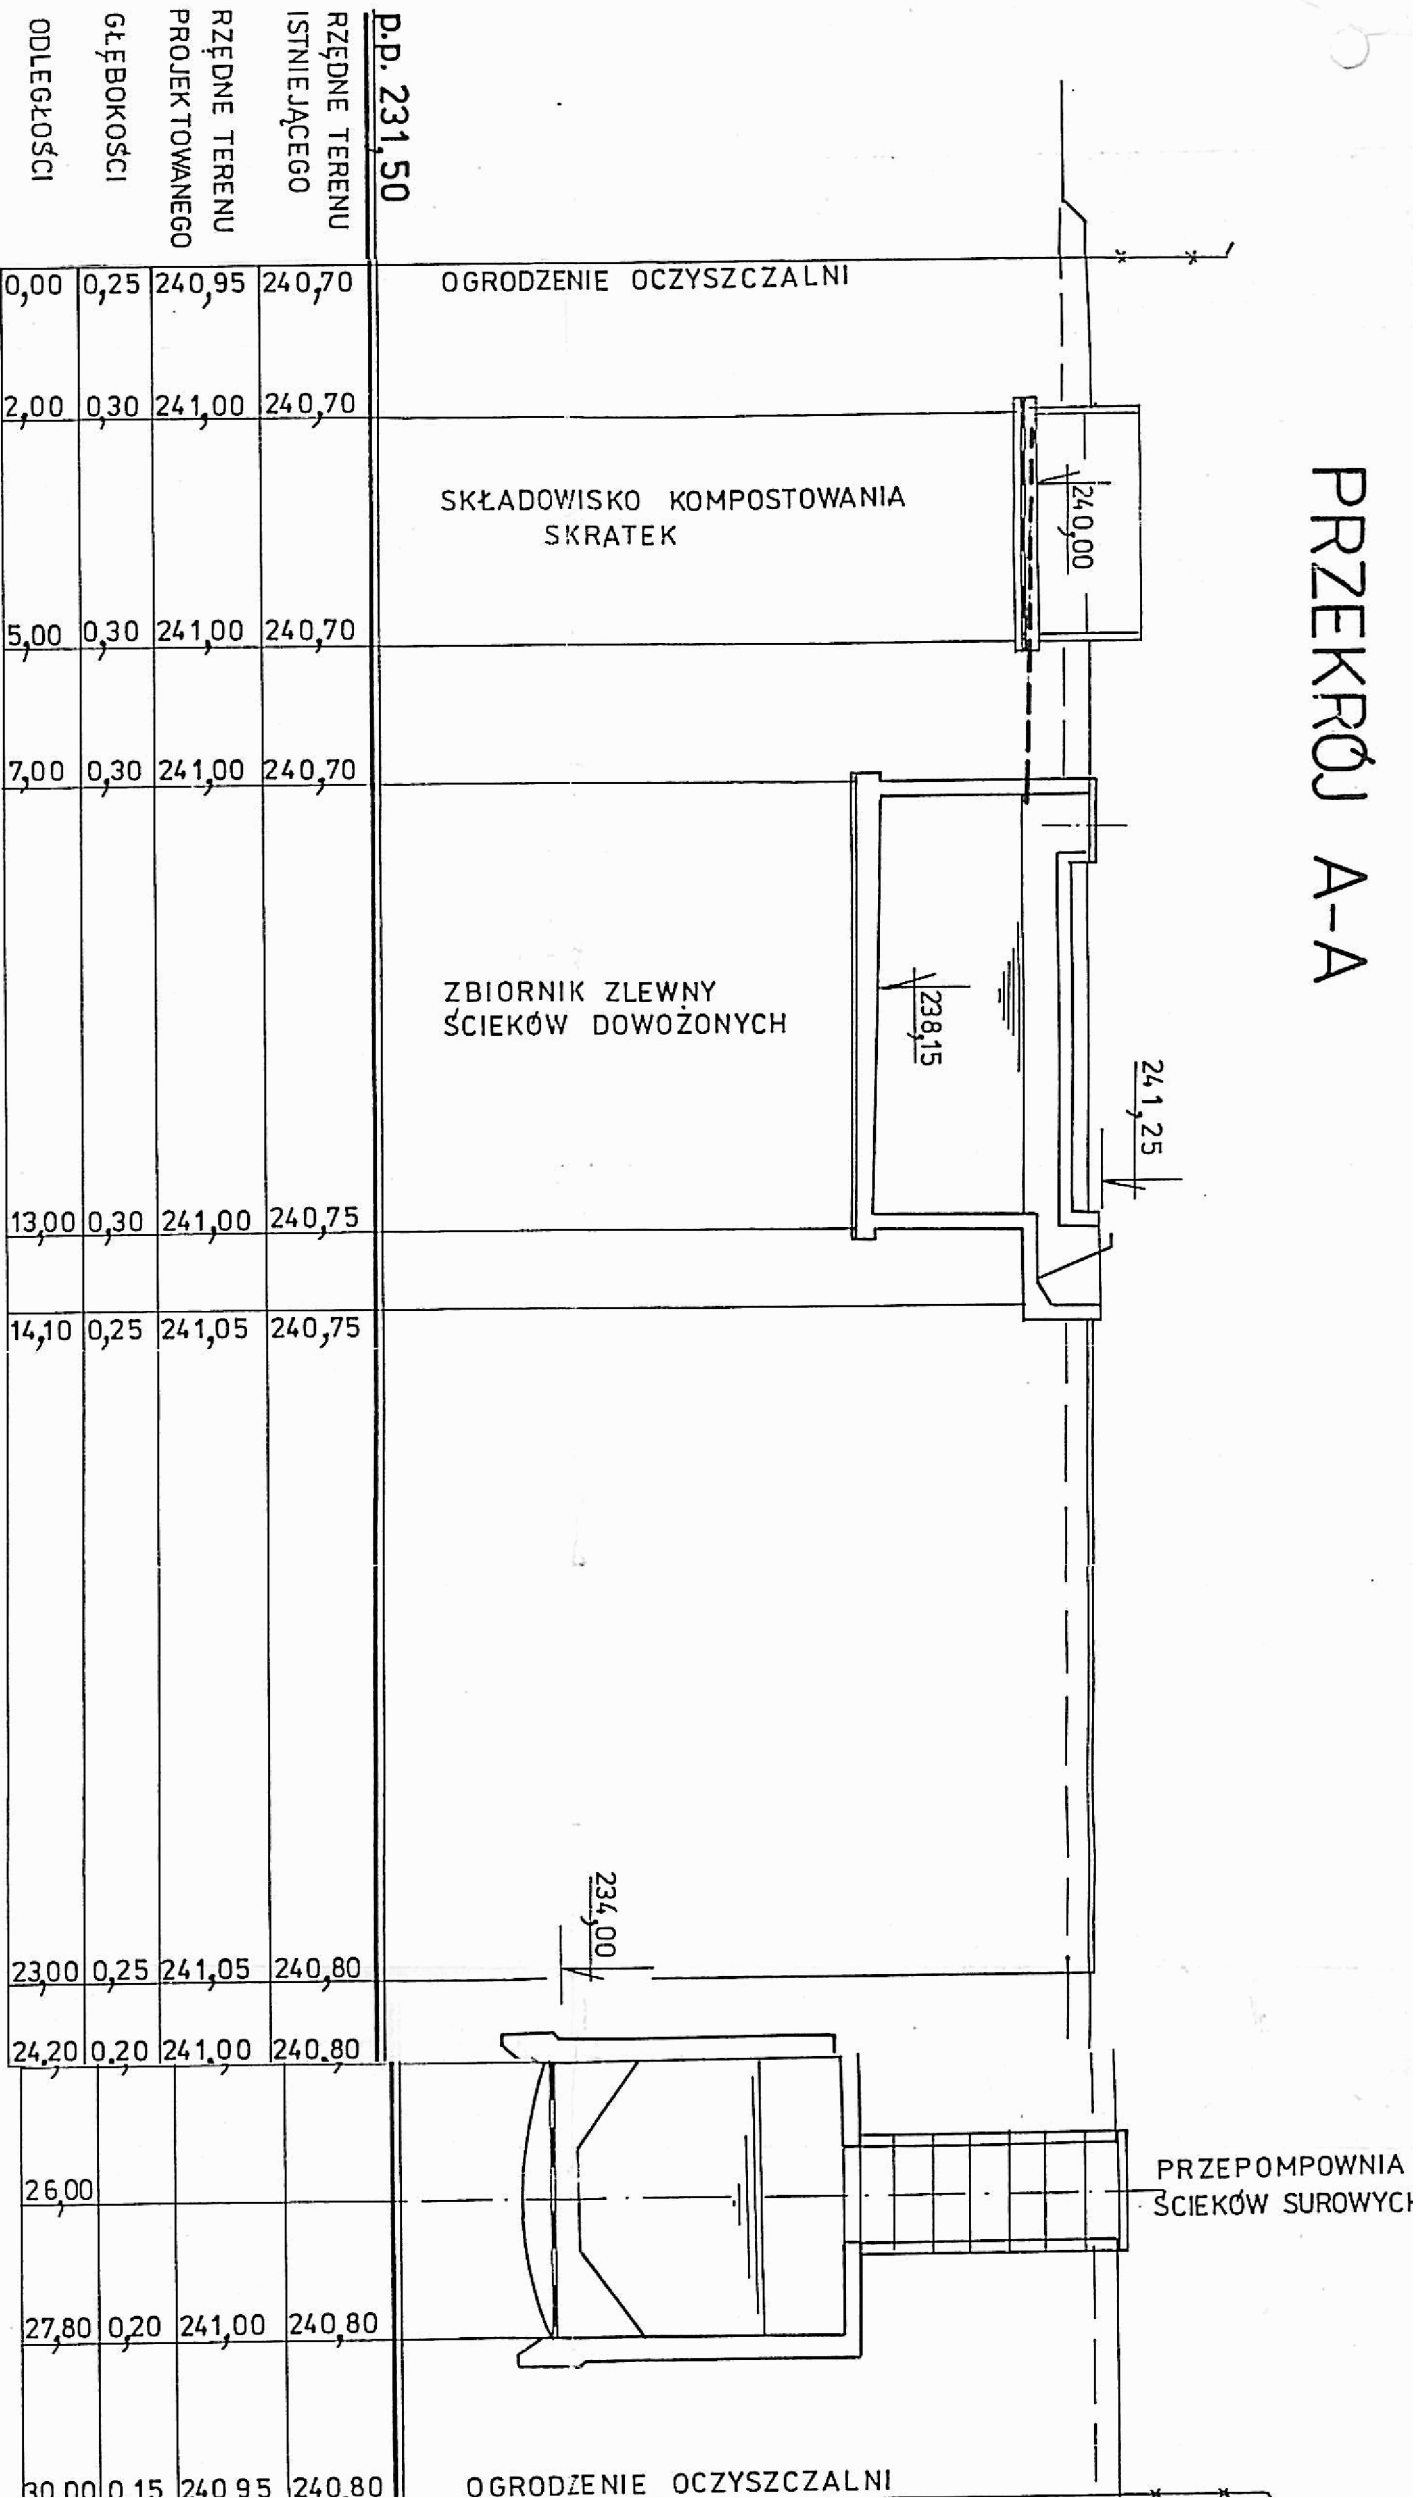 PRZEKRÓJ A-A
p.p. 231,50
RZĘDNE TERENU
ISTNIEJĄCEGO
RZĘDNE TERENU
PROJEKTOWANEGO
GŁĘBOKOŚCI
ODLEGŁOŚCI
0,00 0,25 240,95 240,70
OGRODZENIE OCZYSZCZALNI
2,00 0,30 241,00 240,70
240,00
SKŁADOWISKO KOMPOSTOWANIA
SKRATEK
5,00 0,30 241,00 240,70
7,00 0,30 241,00 240,70
ZBIORNIK ZLEWNY
ŚCIEKÓW DOWOŻONYCH
238,15
241,25
13,00 0,30 241,00 240,75
14,10 0,25 241,05 240,75
234,00
23,00 0,25 241,05 240,80
24,20 0,20 241,00 240,80
26,00
PRZEPOMPOWNIA
ŚCIEKÓW SUROWYCH
27,80 0,20 241,00 240,80
30,00 0,15 240,95 240,80
OGRODZENIE OCZYSZCZALNI